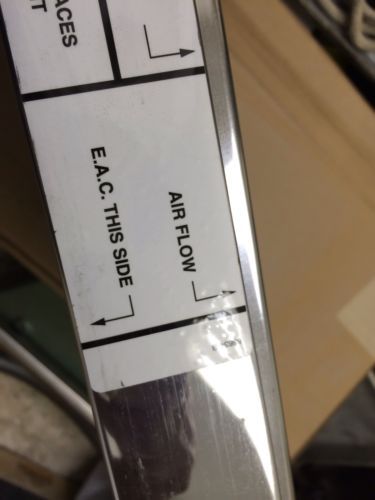 ACES
T
AIR FLOW
E.A.C. THIS SIDE